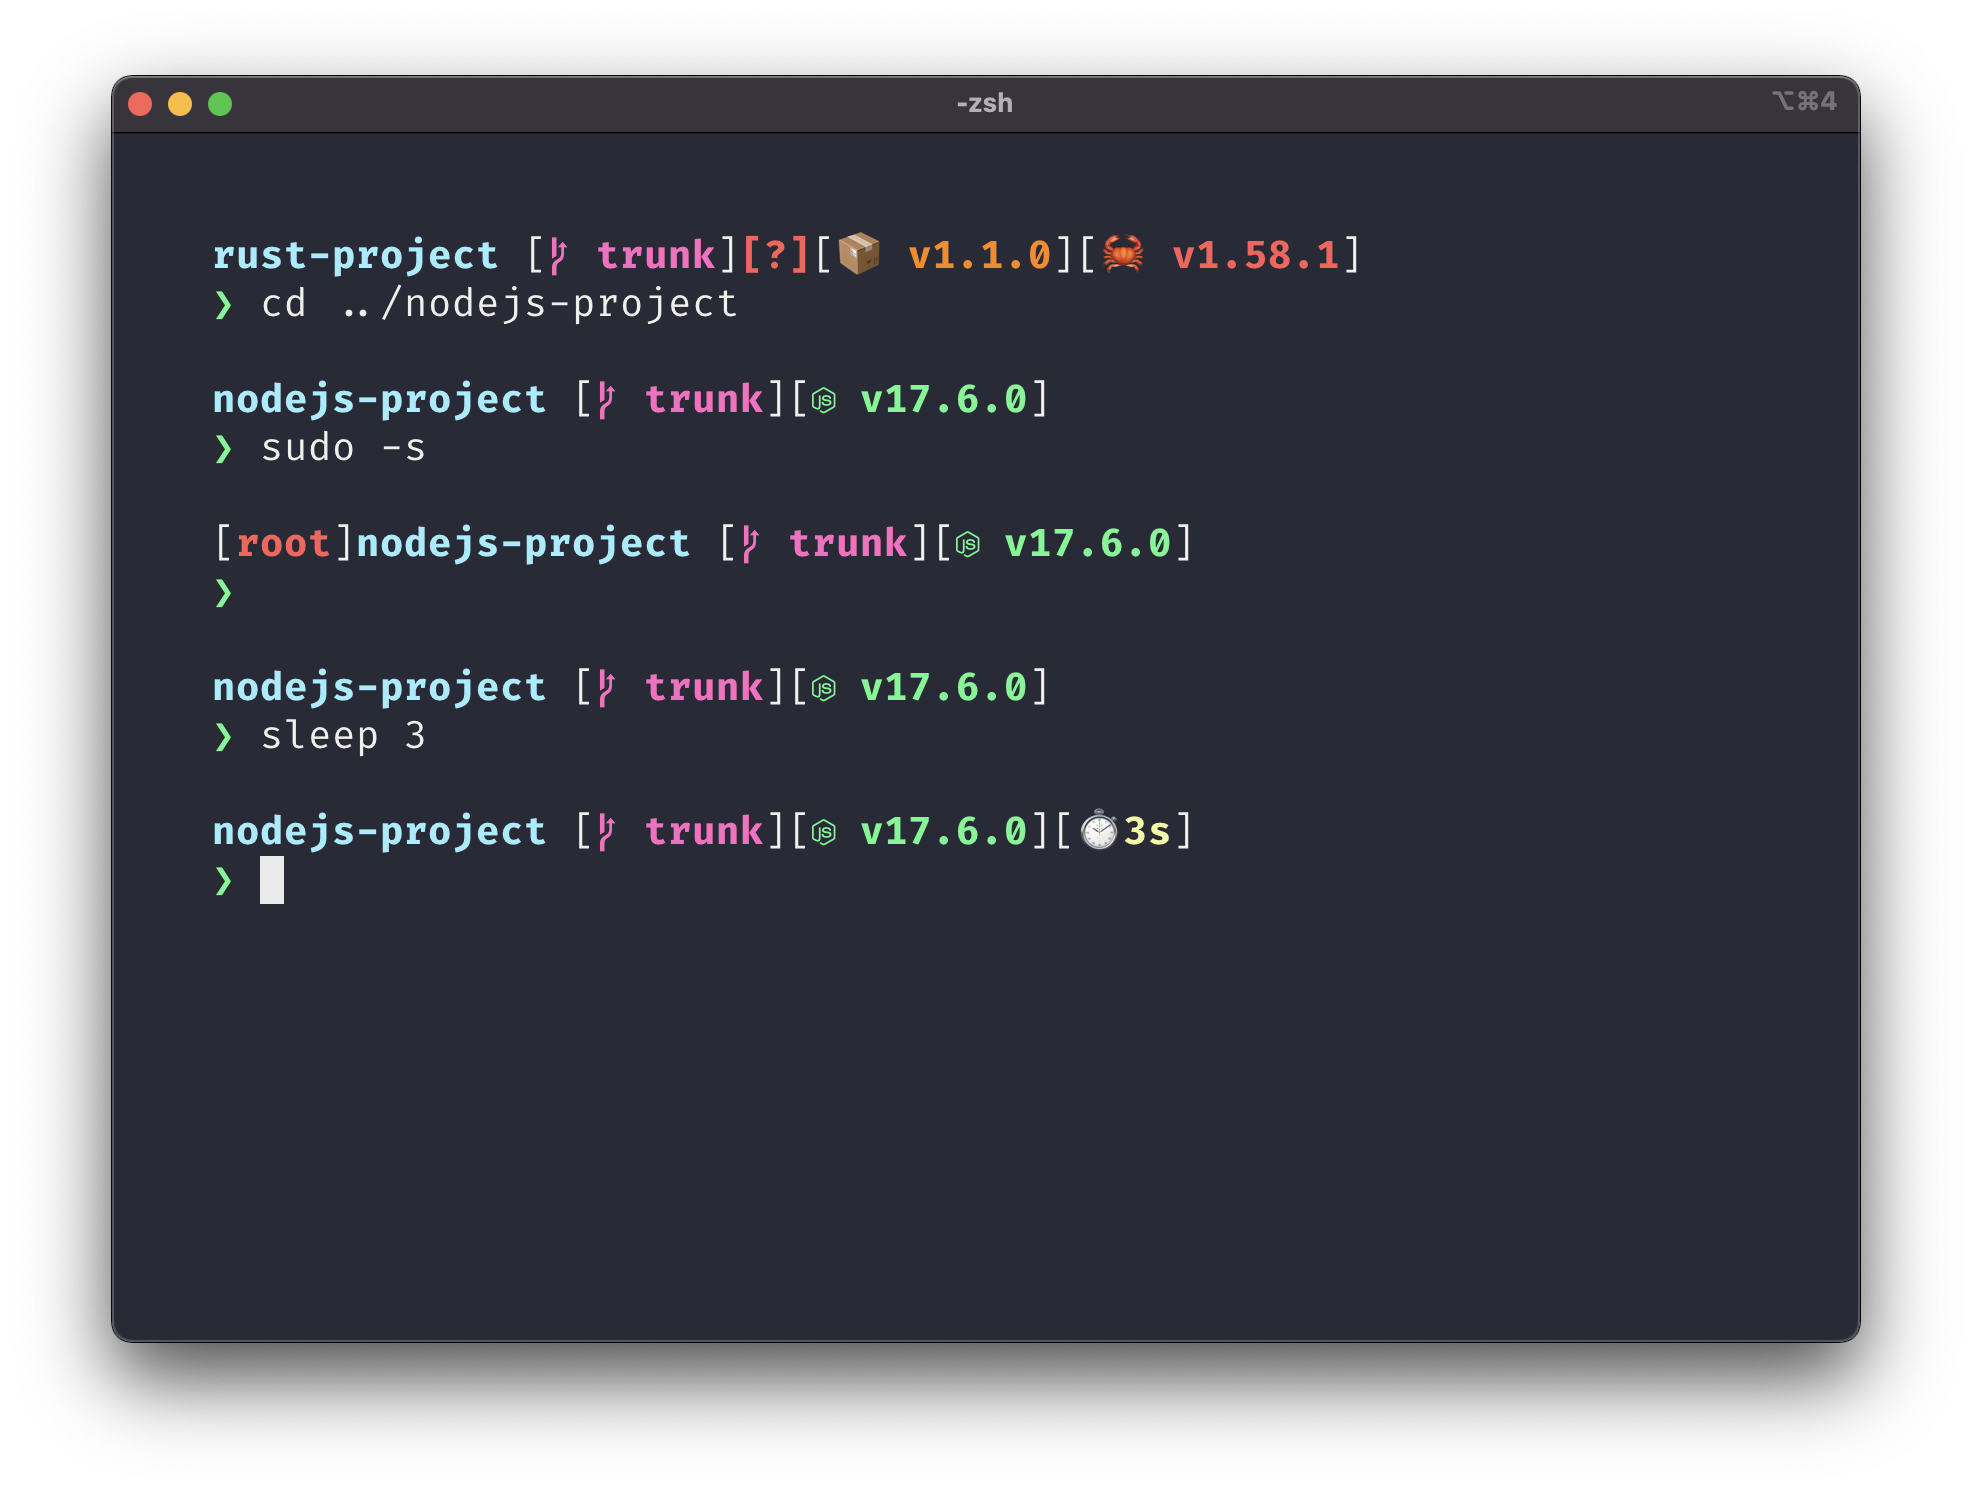 -zsh
⌥⌘4
rust-project [ trunk][?][📦 v1.1.0][🦀 v1.58.1]
❯ cd ../nodejs-project
nodejs-project [ trunk][ v17.6.0]
❯ sudo -s
[root]nodejs-project [ trunk][ v17.6.0]
❯
nodejs-project [ trunk][ v17.6.0]
❯ sleep 3
nodejs-project [ trunk][ v17.6.0][⏱3s]
❯